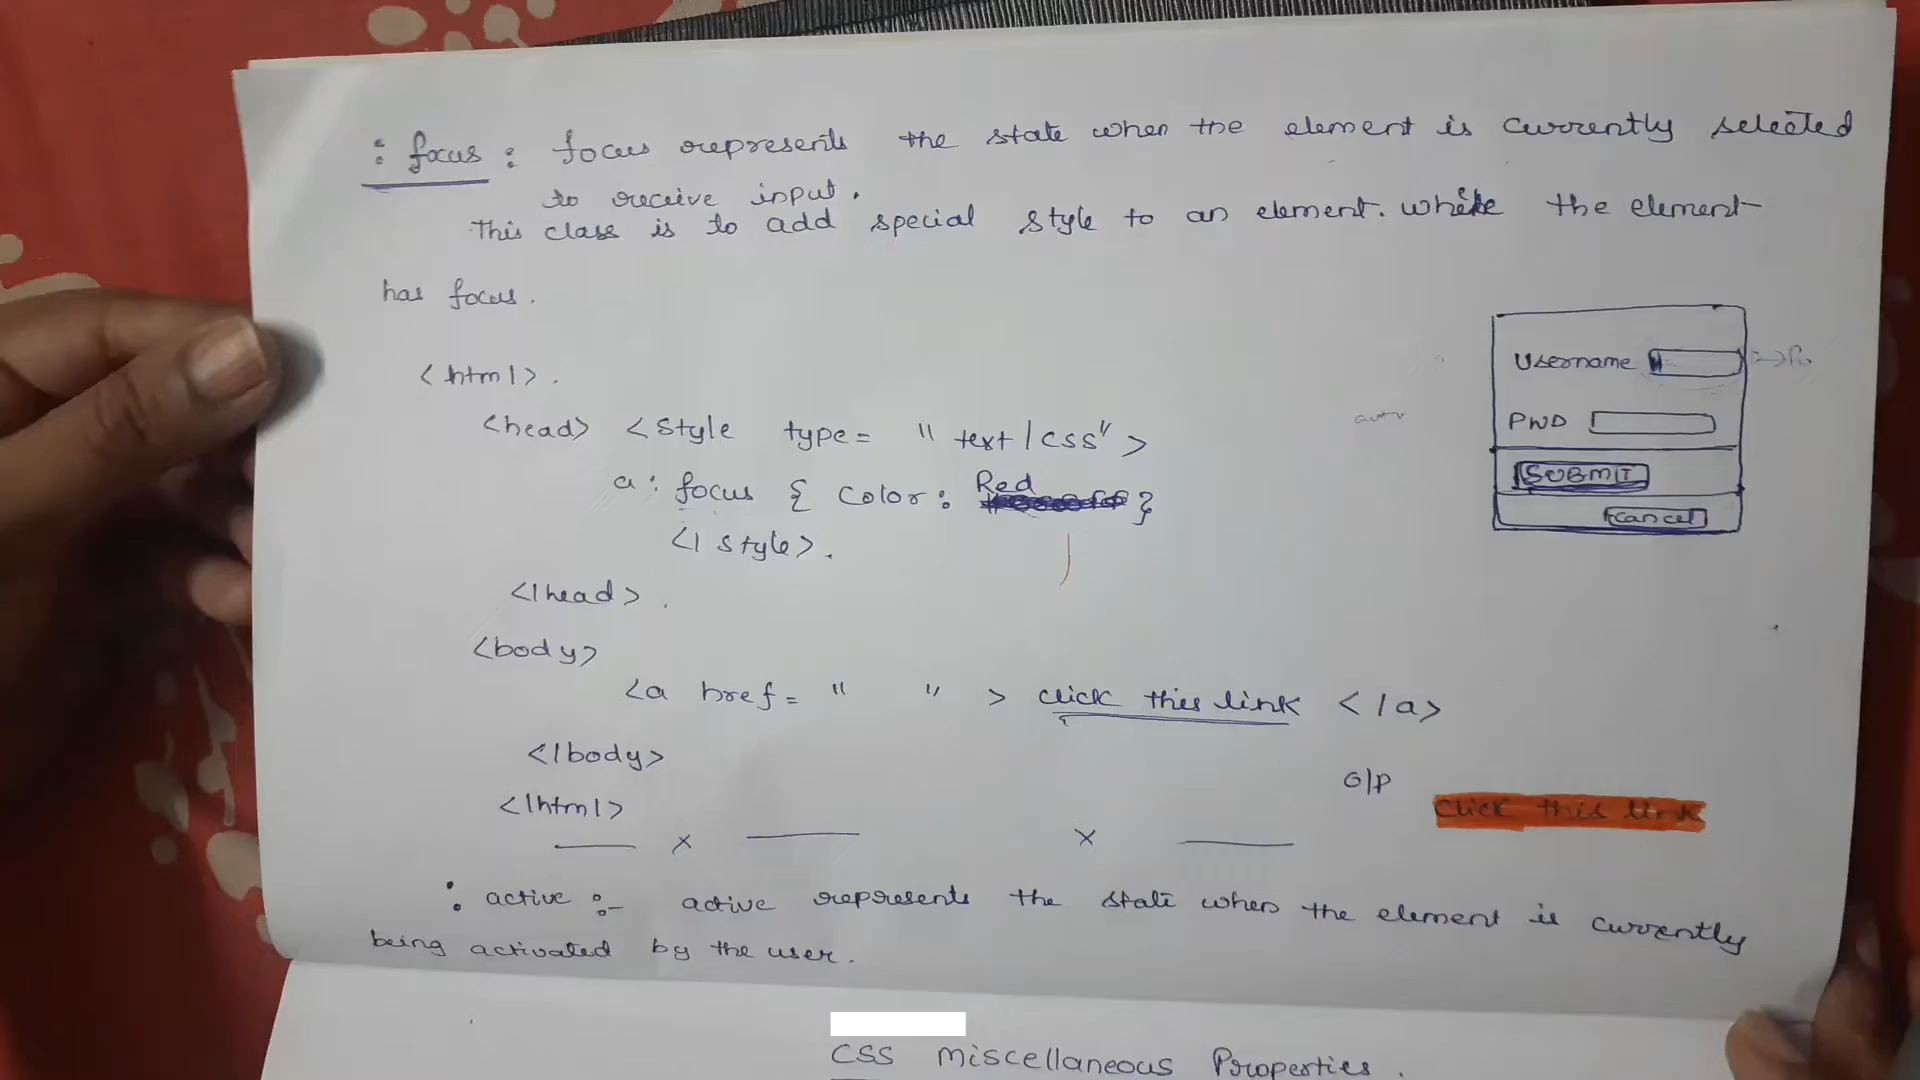 : focus : focus represents the state when the element is currently selected
to receive input.
This class is to add special style to an element. while the element
has focus.
<html>.
<head> <style type= "text/css">
a: focus { color: Red }
</style>.
</head>.
<body>
<a href= " " > click this link </a>
</body>
</html>
x x
Username
PWD
SUBMIT
Cancel
O/P
click this link
: active :- active represents the state when the element is currently
being activated by the user.
CSS Miscellaneous Properties.